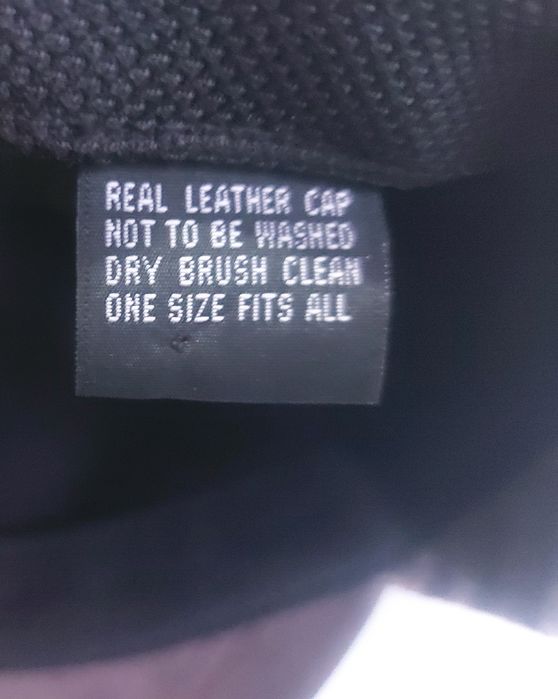 REAL LEATHER CAP
NOT TO BE WASHED
DRY BRUSH CLEAN
ONE SIZE FITS ALL